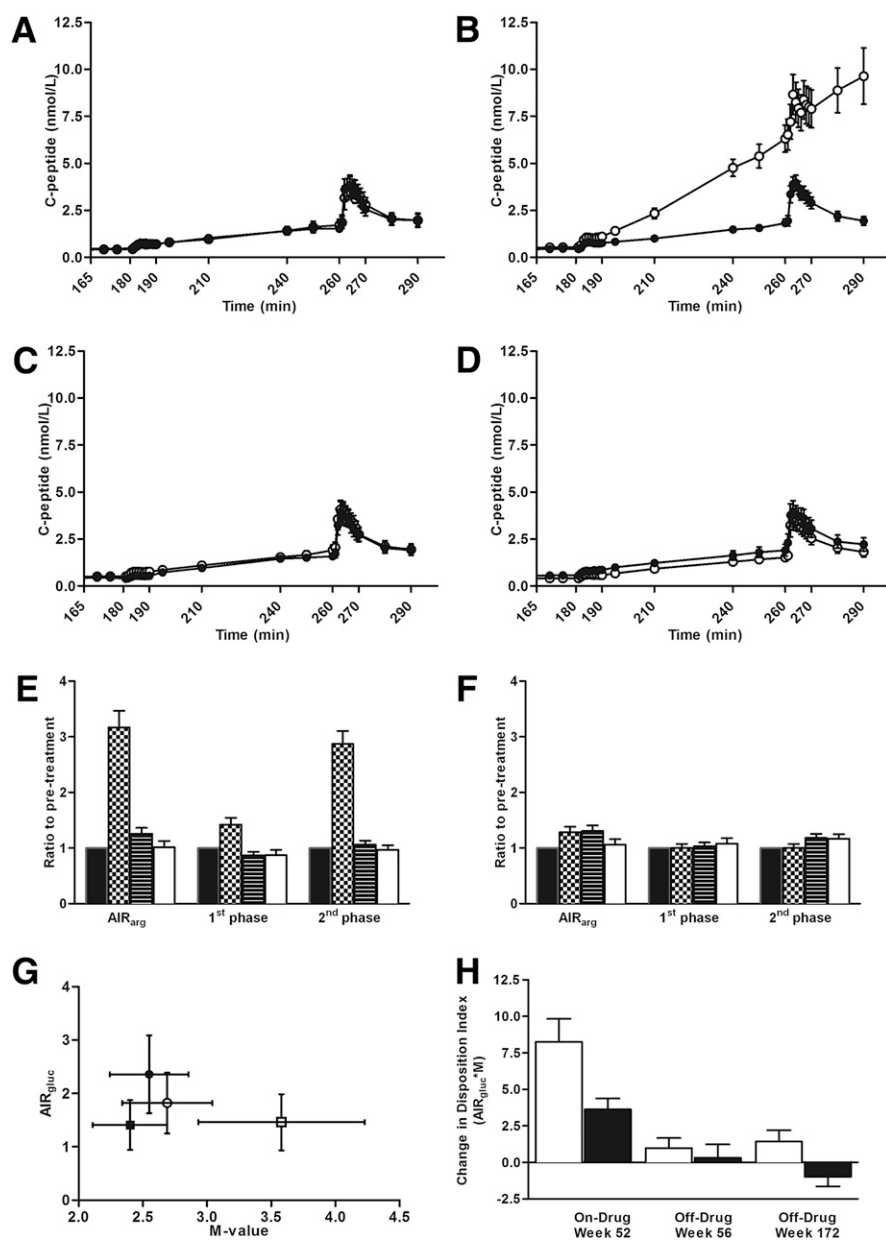 A
C-peptide (nmol/L)
12.5
10.0
7.5
5.0
2.5
0.0
165
180
190
210
240
260
270
290
Time (min)
B
C-peptide (nmol/L)
12.5
10.0
7.5
5.0
2.5
0.0
165
180
190
210
240
260
270
290
Time (min)
C
C-peptide (nmol/L)
12.5
10.0
7.5
5.0
2.5
0.0
165
180
190
210
240
260
270
290
Time (min)
D
C-peptide (nmol/L)
12.5
10.0
7.5
5.0
2.5
0.0
165
180
190
210
240
260
270
290
Time (min)
E
Ratio to pre-treatment
4
3
2
1
0
AIRarg
1st phase
2nd phase
F
Ratio to pre-treatment
4
3
2
1
0
AIRarg
1st phase
2nd phase
G
AIRgluc
4
3
2
1
0
2.0
2.5
3.0
3.5
4.0
4.5
M-value
H
Change in Disposition Index
(AIRgluc*M)
12.5
10.0
7.5
5.0
2.5
0.0
-2.5
On-Drug
Week 52
Off-Drug
Week 56
Off-Drug
Week 172